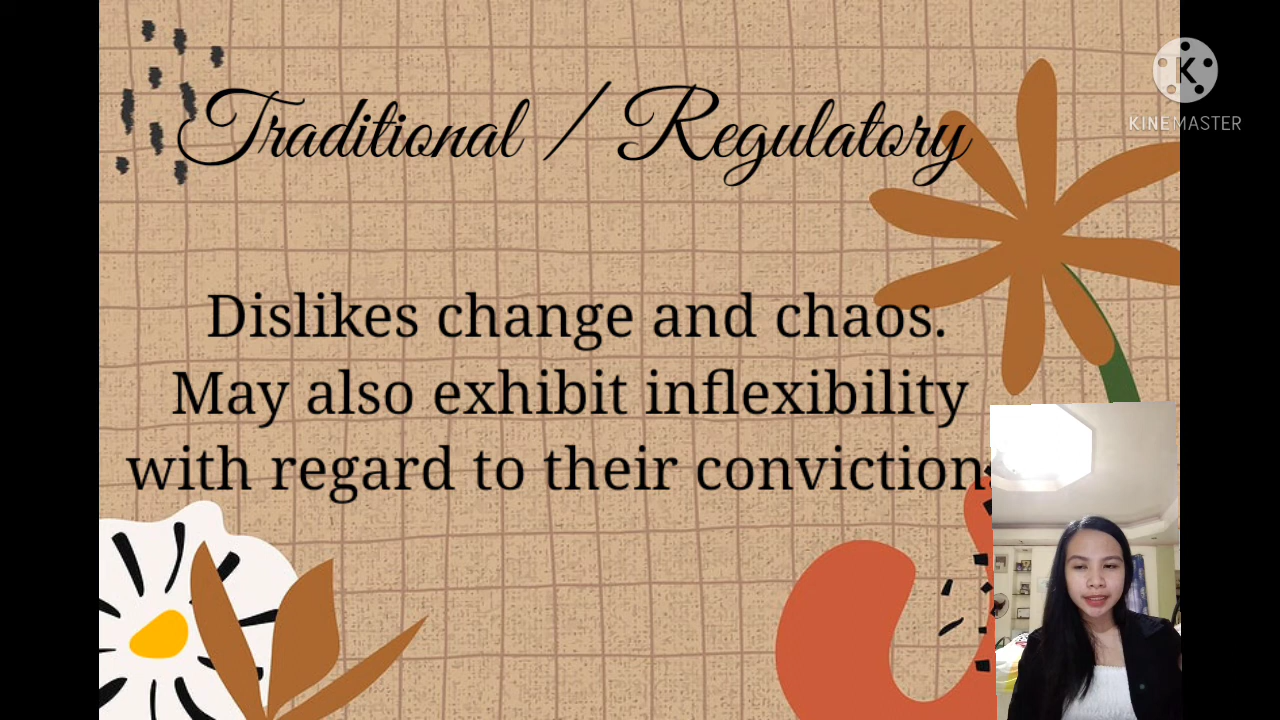 Traditional / Regulatory
K
KINEMASTER
Dislikes change and chaos.
May also exhibit inflexibility
with regard to their conviction